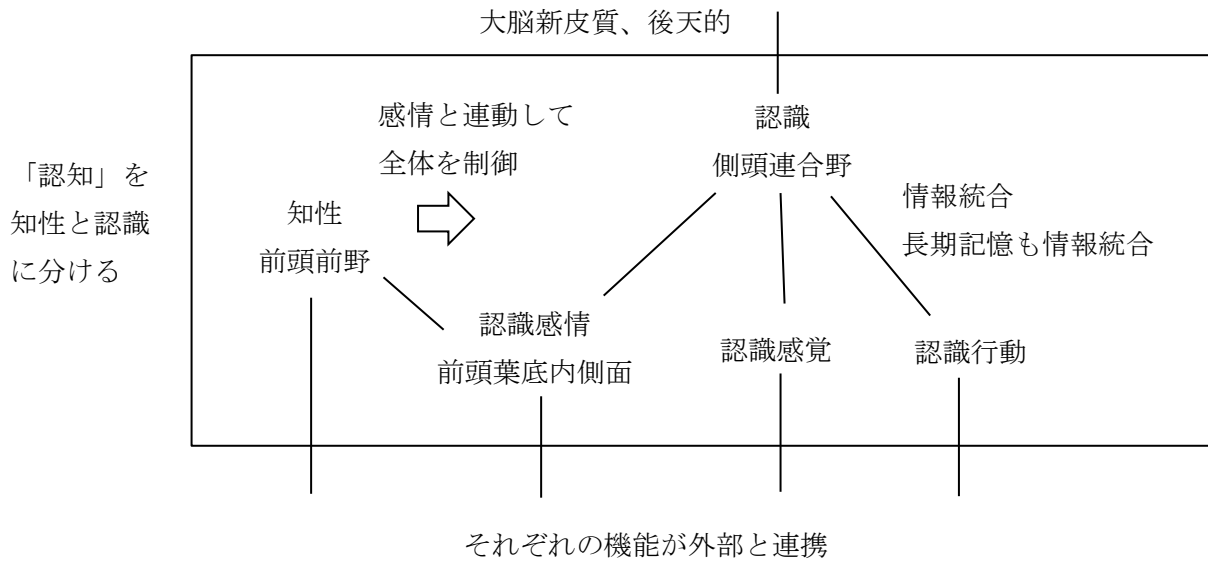 大脳新皮質、後天的
「認知」を
知性と認識
に分ける
感情と連動して
全体を制御
知性
前頭前野
認識
側頭連合野
情報統合
長期記憶も情報統合
認識感情
前頭葉底内側面
認識感覚
認識行動
それぞれの機能が外部と連携